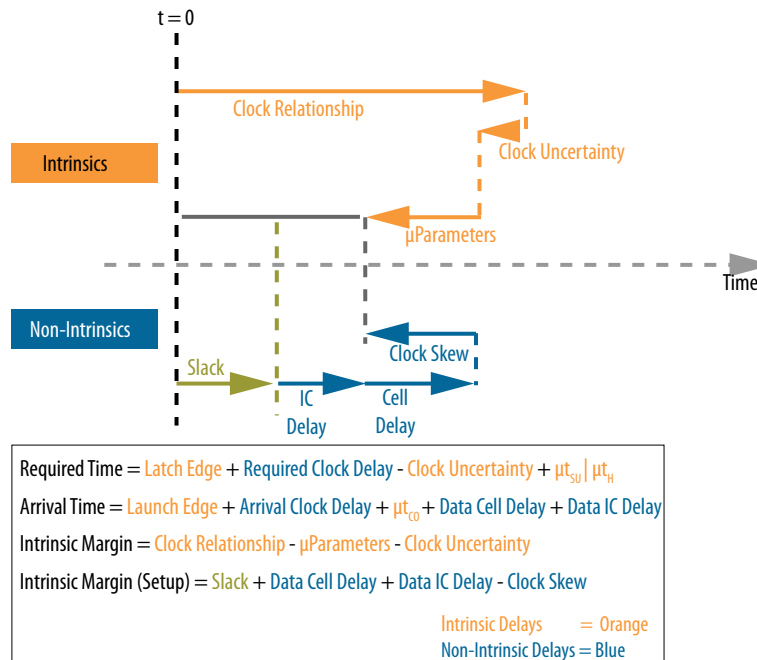 t = 0
Clock Relationship
Clock Uncertainty
Intrinsics
µParameters
Time
Non-Intrinsics
Clock Skew
Slack
IC
Delay
Cell
Delay
Required Time = Latch Edge + Required Clock Delay - Clock Uncertainty + µt_SU | µt_H
Arrival Time = Launch Edge + Arrival Clock Delay + µt_CO + Data Cell Delay + Data IC Delay
Intrinsic Margin = Clock Relationship - µParameters - Clock Uncertainty
Intrinsic Margin (Setup) = Slack + Data Cell Delay + Data IC Delay - Clock Skew
Intrinsic Delays = Orange
Non-Intrinsic Delays = Blue